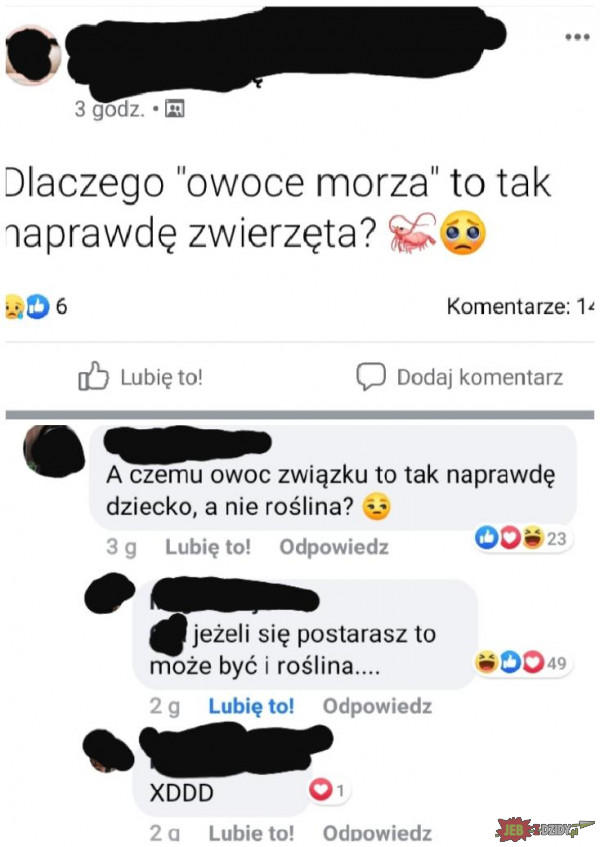 3 godz. •
Dlaczego "owoce morza" to tak
naprawdę zwierzęta? 🦐🥺
6
Komentarze: 14
Lubię to!
Dodaj komentarz
A czemu owoc związku to tak naprawdę
dziecko, a nie roślina? 😒
3 g Lubię to! Odpowiedz
23
jeżeli się postarasz to
może być i roślina....
49
2 g Lubię to! Odpowiedz
XDDD
1
2 g Lubię to! Odpowiedz
JEBZDZIDY.pl